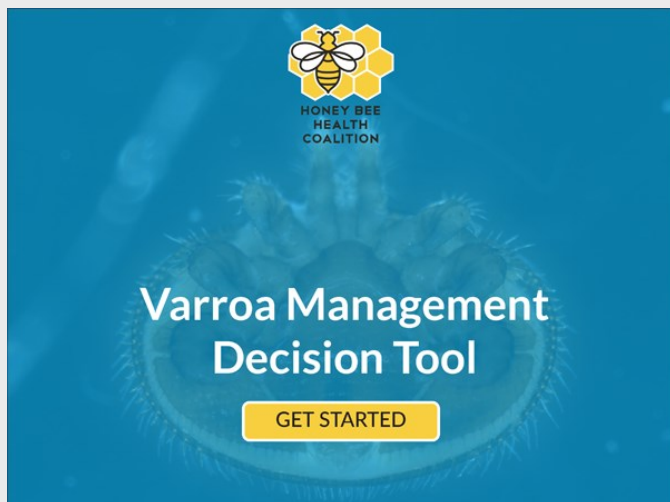 HONEY BEE
HEALTH
COALITION
Varroa Management
Decision Tool
GET STARTED